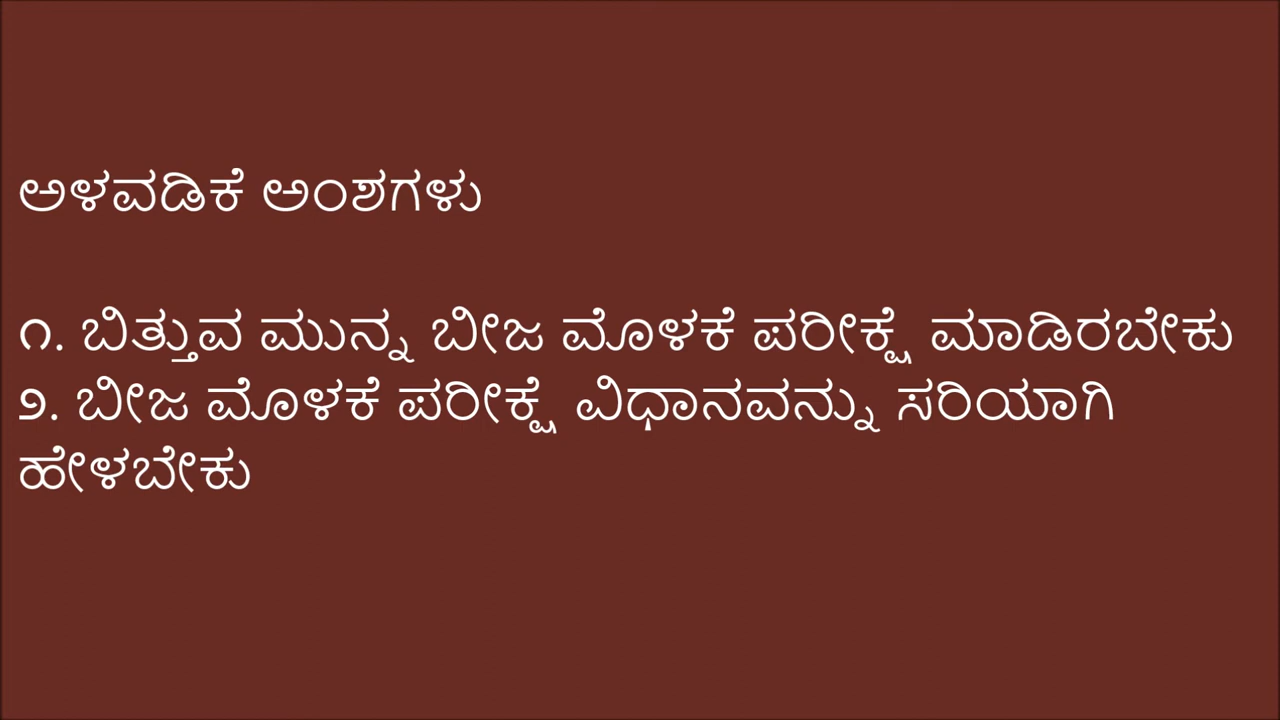 ಅಳವಡಿಕೆ ಅಂಶಗಳು
೧. ಬಿತ್ತುವ ಮುನ್ನ ಬೀಜ ಮೊಳಕೆ ಪರೀಕ್ಷೆ ಮಾಡಿರಬೇಕು
೨. ಬೀಜ ಮೊಳಕೆ ಪರೀಕ್ಷೆ ವಿಧಾನವನ್ನು ಸರಿಯಾಗಿ
ಹೇಳಬೇಕು